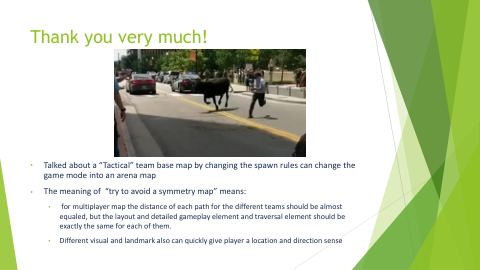 Thank you very much!
Talked about a “Tactical” team base map by changing the spawn rules can change the
game mode into an arena map
The meaning of “try to avoid a symmetry map” means:
for multiplayer map the distance of each path for the different teams should be almost
equaled, but the layout and detailed gameplay element and traversal element should be
exactly the same for each of them.
Different visual and landmark also can quickly give player a location and direction sense